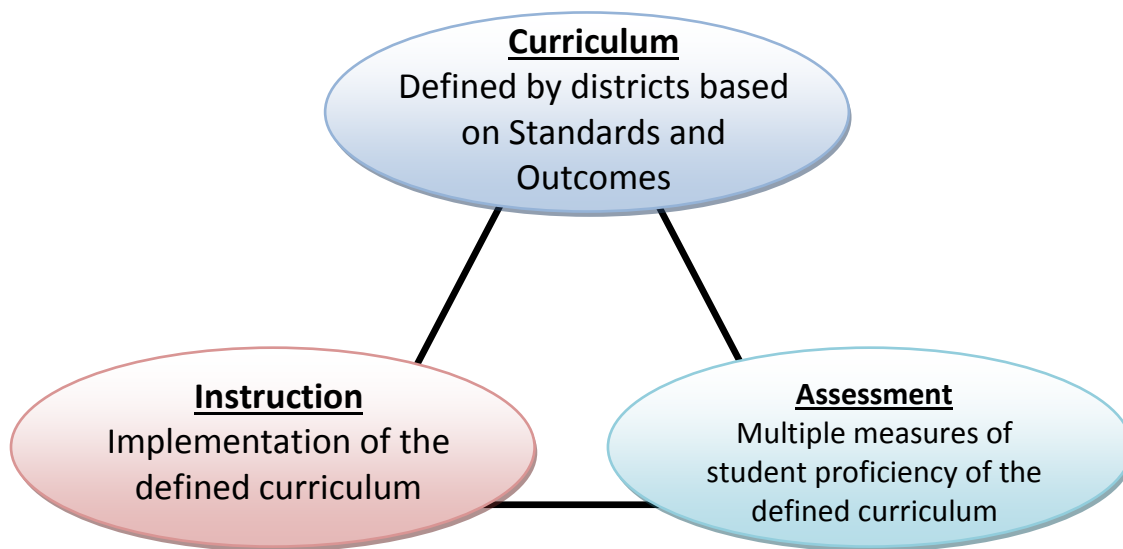 Curriculum
Defined by districts based
on Standards and
Outcomes
Instruction
Implementation of the
defined curriculum
Assessment
Multiple measures of
student proficiency of the
defined curriculum